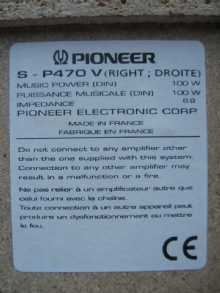 PIONEER
S - P470V (RIGHT ; DROITE)
MUSIC POWER (DIN) 100 W
PUISSANCE MUSICALE (DIN) 100 W
IMPEDANCE 6Ω
PIONEER ELECTRONIC CORP
MADE IN FRANCE
FABRIQUE EN FRANCE
Do not connect to any amplifier other
than the one supplied with this system.
Connection to any other amplifier may
result in a malfonction or a fire.
Ne pas relier à un amplificateur autre que
celui fourni avec la chaîne.
Toute connection à un autre appareil peut
produire un dysfonctionnement ou mettre
le feu.
CE